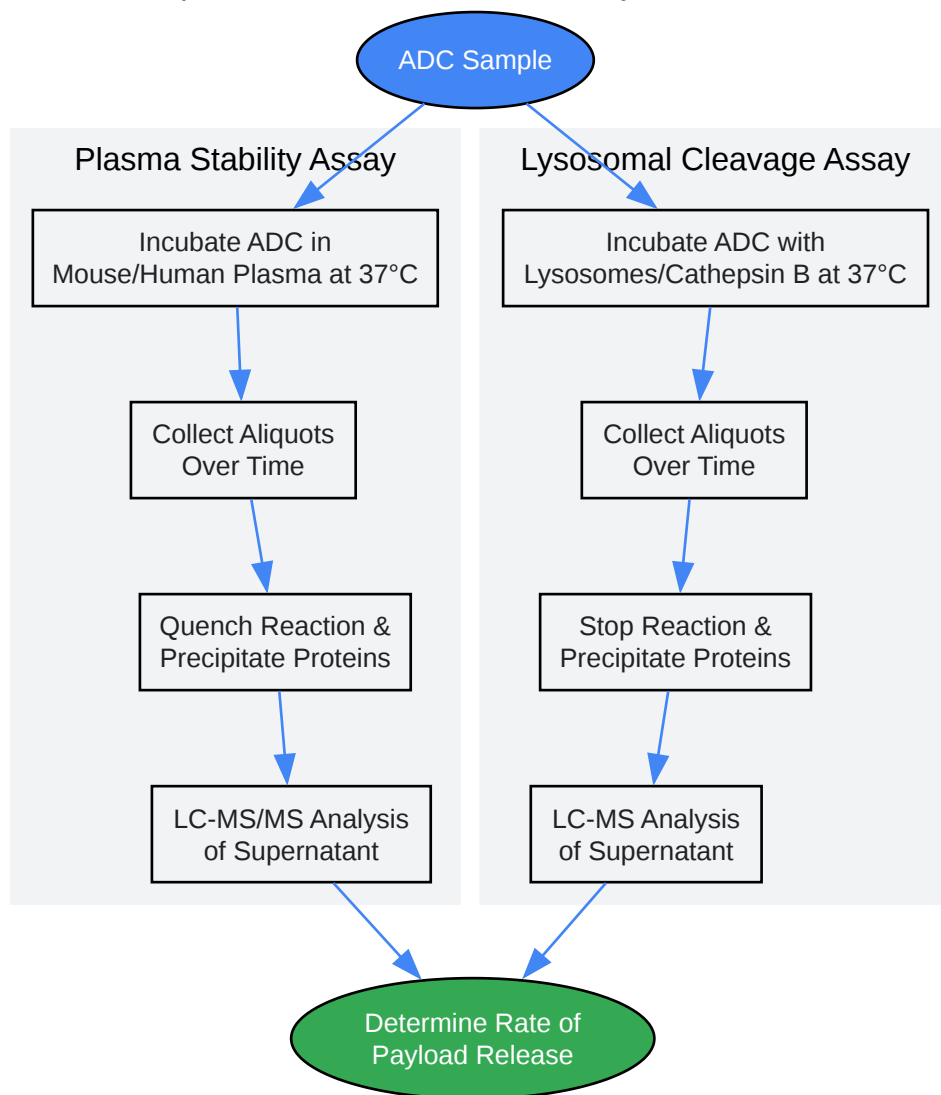 ADC Sample
Plasma Stability Assay
Incubate ADC in
Mouse/Human Plasma at 37°C
Collect Aliquots
Over Time
Quench Reaction &
Precipitate Proteins
LC-MS/MS Analysis
of Supernatant
Lysosomal Cleavage Assay
Incubate ADC with
Lysosomes/Cathepsin B at 37°C
Collect Aliquots
Over Time
Stop Reaction &
Precipitate Proteins
LC-MS Analysis
of Supernatant
Determine Rate of
Payload Release